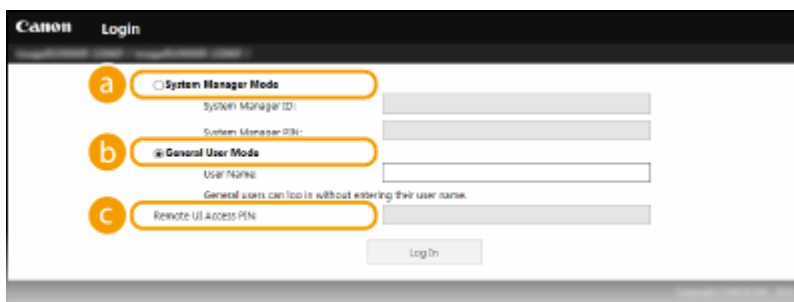 Canon Login
a System Manager Mode
System Manager ID:
System Manager PIN:
b General User Mode
User Name:
General users can log in without entering their user name.
c Remote UI Access PIN:
Log In